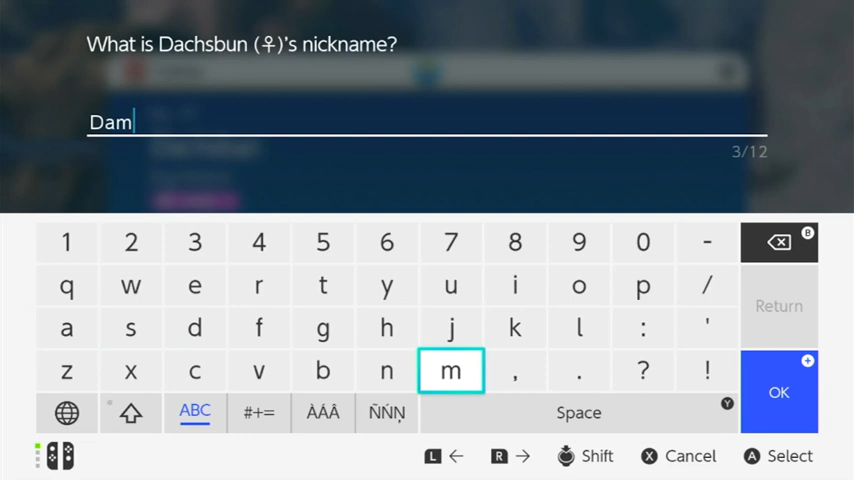 What is Dachsbun (♀)'s nickname?
Dam
3/12
1 2 3 4 5 6 7 8 9 0 - B
q w e r t y u i o p /
Return
a s d f g h j k l : '
z x c v b n m , . ? ! +
OK
ABC #+= ÀÁÂ ÑŃŅ Space Y
L ← R → Shift X Cancel A Select